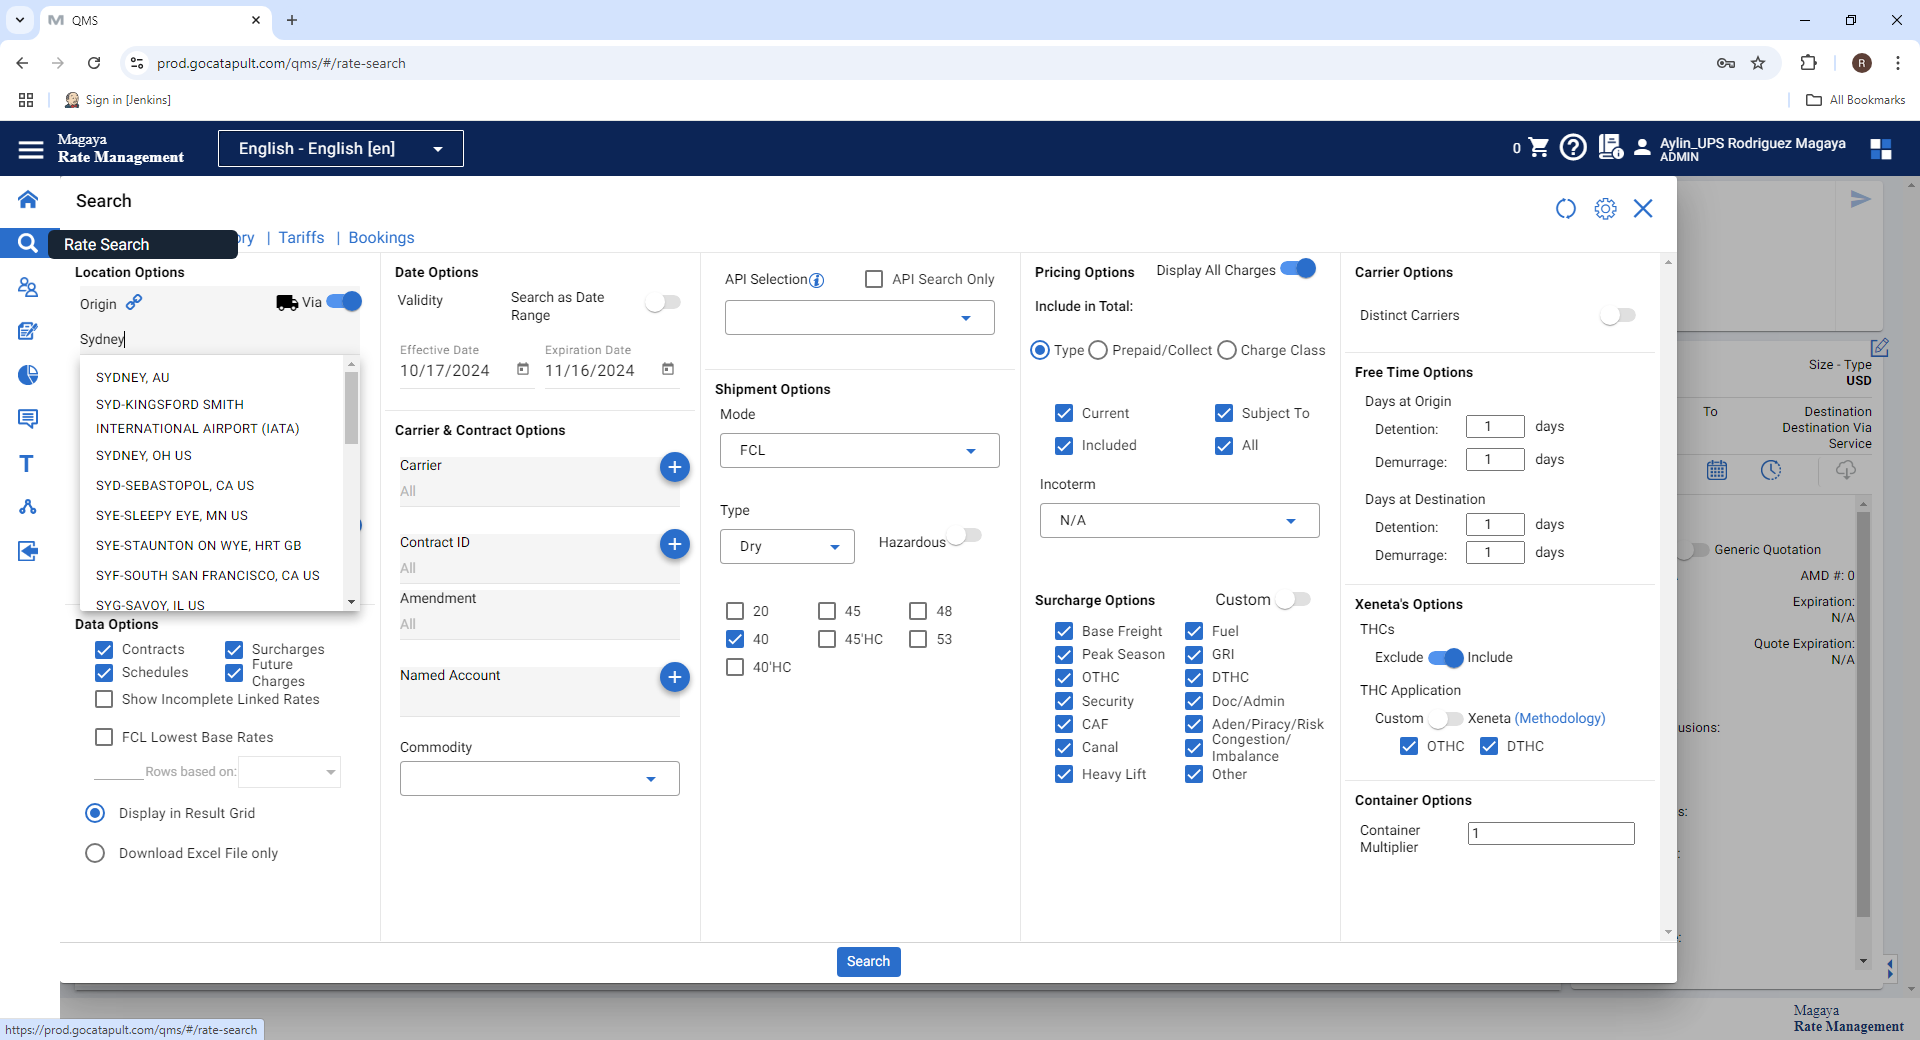 QMS
prod.gocatapult.com/qms/#/rate-search
R
Sign in [Jenkins]
All Bookmarks
Magaya
Rate Management
English - English [en]
0
Aylin_UPS Rodriguez Magaya
ADMIN
Search
Rate Search
ory | Tariffs | Bookings
Location Options
Origin
Via
Sydney
SYDNEY, AU
SYD-KINGSFORD SMITH
INTERNATIONAL AIRPORT (IATA)
SYDNEY, OH US
SYD-SEBASTOPOL, CA US
SYE-SLEEPY EYE, MN US
SYE-STAUNTON ON WYE, HRT GB
SYF-SOUTH SAN FRANCISCO, CA US
SYG-SAVOY, IL US
Data Options
Contracts
Surcharges
Schedules
Future
Charges
Show Incomplete Linked Rates
FCL Lowest Base Rates
Rows based on:
Display in Result Grid
Download Excel File only
Date Options
Validity
Search as Date
Range
Effective Date
10/17/2024
Expiration Date
11/16/2024
Carrier & Contract Options
Carrier
All
Contract ID
All
Amendment
All
Named Account
Commodity
API Selection
API Search Only
Shipment Options
Mode
FCL
Type
Dry
Hazardous
20
45
48
40
45'HC
53
40'HC
Pricing Options
Display All Charges
Include in Total:
Type
Prepaid/Collect
Charge Class
Current
Subject To
Included
All
Incoterm
N/A
Surcharge Options
Custom
Base Freight
Fuel
Peak Season
GRI
OTHC
DTHC
Security
Doc/Admin
CAF
Aden/Piracy/Risk
Canal
Congestion/
Imbalance
Heavy Lift
Other
Carrier Options
Distinct Carriers
Free Time Options
Days at Origin
Detention: 1 days
Demurrage: 1 days
Days at Destination
Detention: 1 days
Demurrage: 1 days
Xeneta's Options
THCs
Exclude
Include
THC Application
Custom
Xeneta (Methodology)
OTHC
DTHC
Container Options
Container
Multiplier
1
Search
Size - Type
USD
To
Destination
Destination Via
Service
Generic Quotation
AMD #: 0
Expiration:
N/A
Quote Expiration:
N/A
usions:
s:
https://prod.gocatapult.com/qms/#/rate-search
Magaya
Rate Management